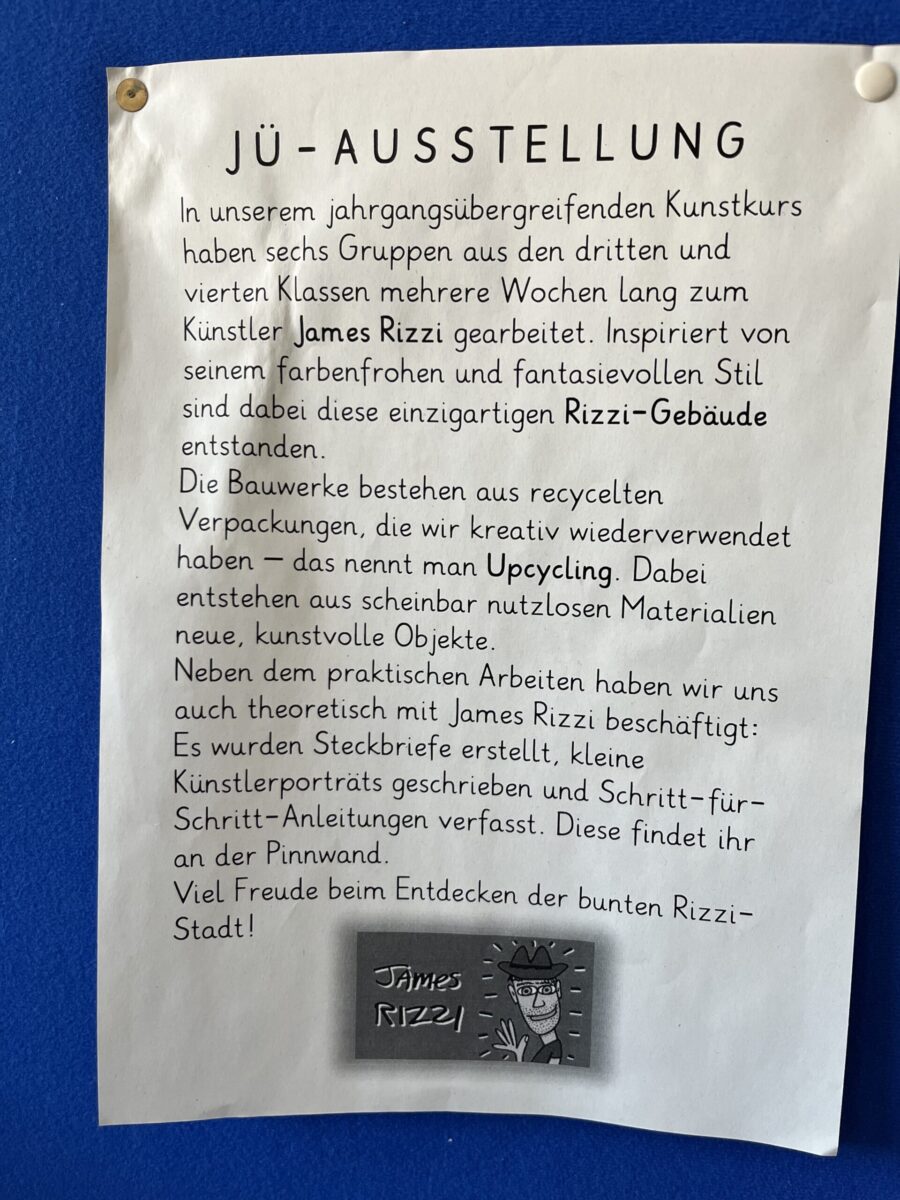 JÜ-AUSSTELLUNG
In unserem jahrgangsübergreifenden Kunstkurs
haben sechs Gruppen aus den dritten und
vierten Klassen mehrere Wochen lang zum
Künstler James Rizzi gearbeitet. Inspiriert von
seinem farbenfrohen und fantasievollen Stil
sind dabei diese einzigartigen Rizzi-Gebäude
entstanden.
Die Bauwerke bestehen aus recycelten
Verpackungen, die wir kreativ wiederverwendet
haben – das nennt man Upcycling. Dabei
entstehen aus scheinbar nutzlosen Materialien
neue, kunstvolle Objekte.
Neben dem praktischen Arbeiten haben wir uns
auch theoretisch mit James Rizzi beschäftigt:
Es wurden Steckbriefe erstellt, kleine
Künstlerporträts geschrieben und Schritt-für-
Schritt-Anleitungen verfasst. Diese findet ihr
an der Pinnwand.
Viel Freude beim Entdecken der bunten Rizzi-
Stadt!
JAMES
RIZZI